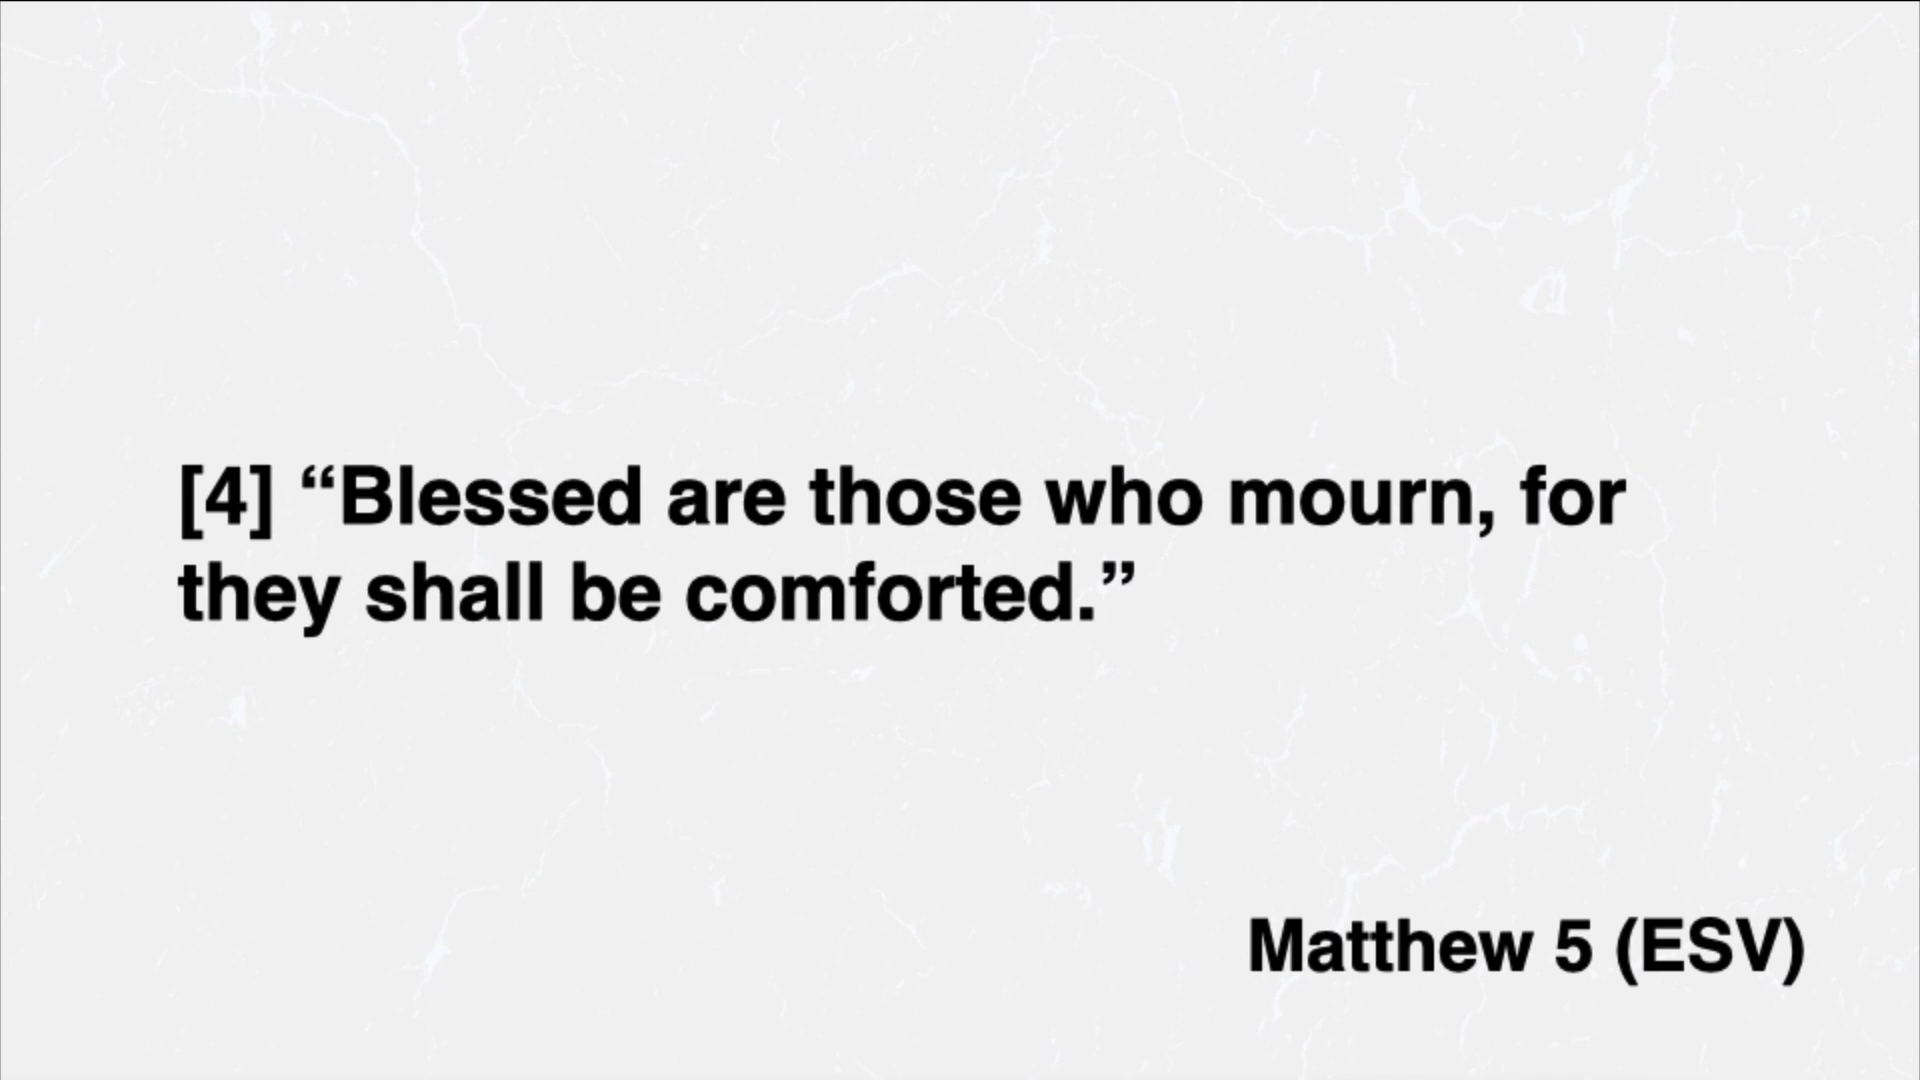 [4] “Blessed are those who mourn, for
they shall be comforted.”
Matthew 5 (ESV)